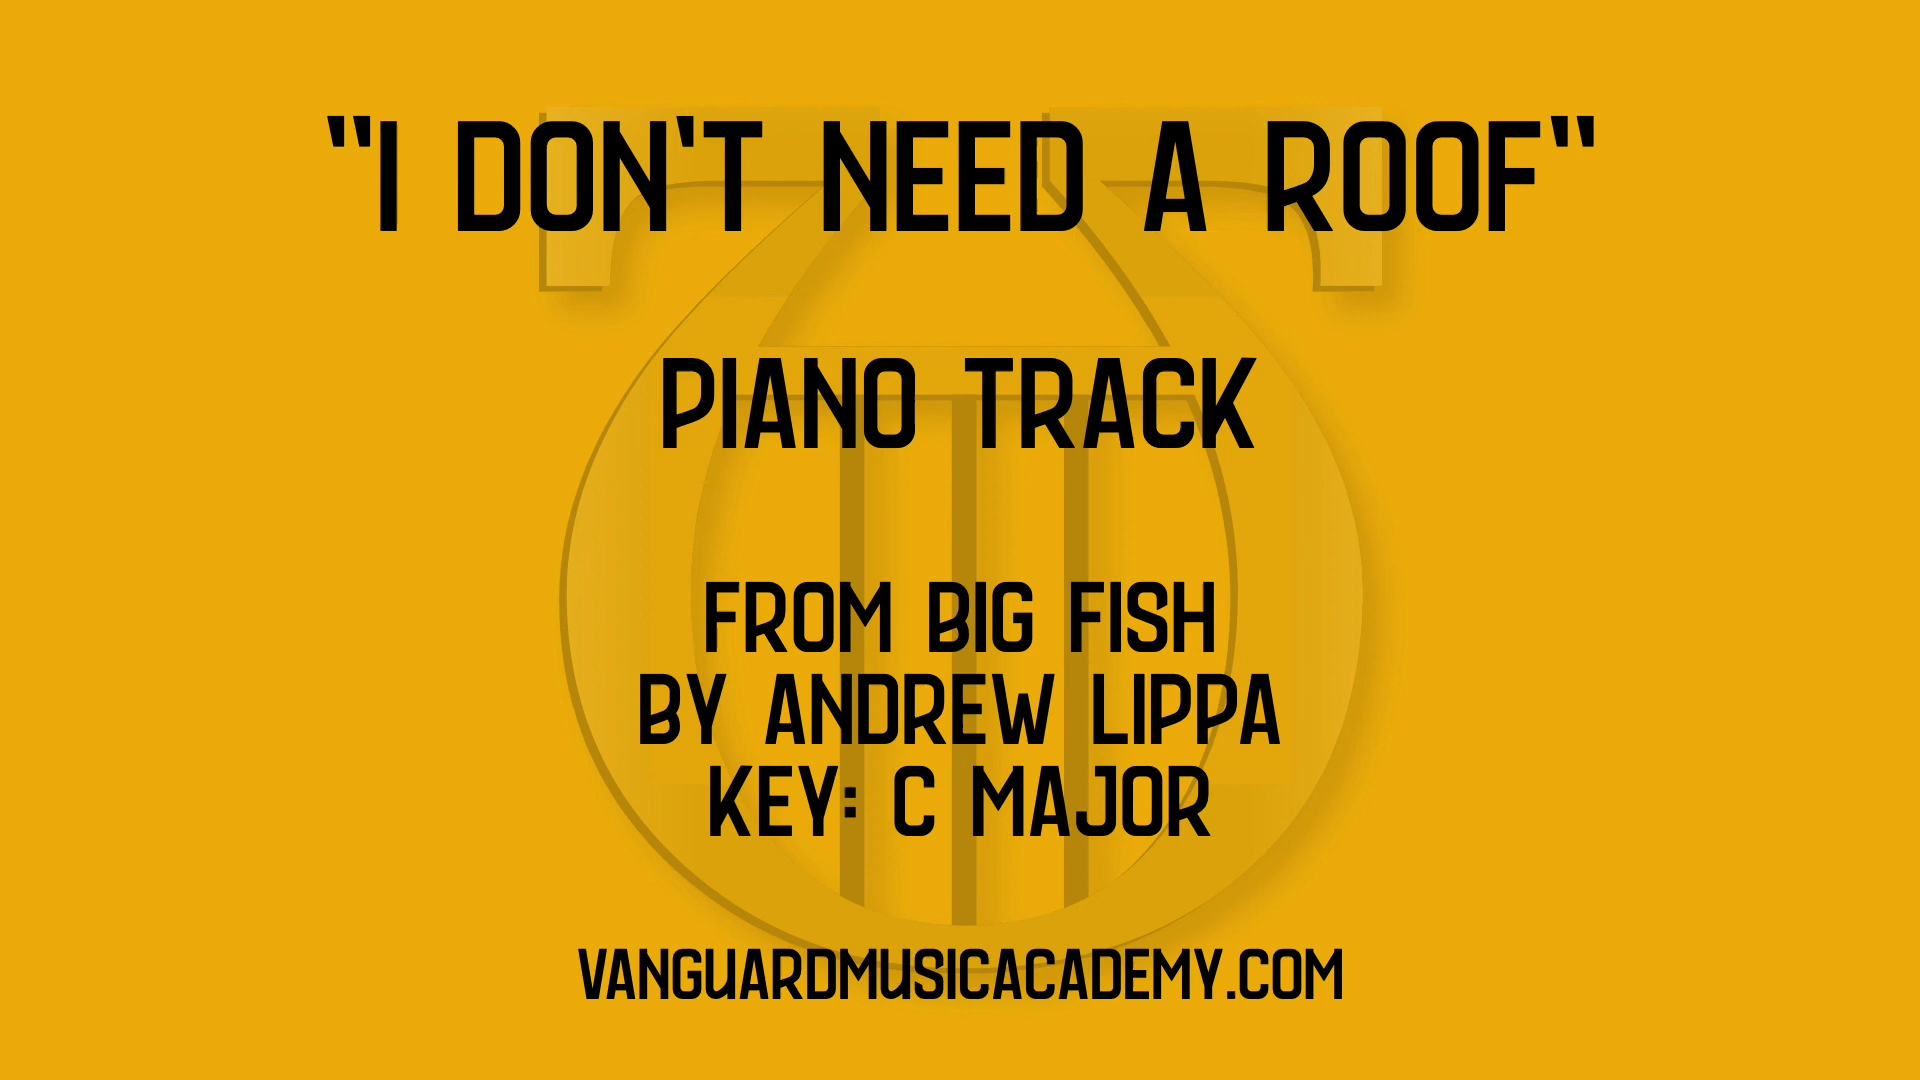 "I DON'T NEED A ROOF"
PIANO TRACK
FROM BIG FISH
BY ANDREW LIPPA
KEY: C MAJOR
VANGUARDMUSICACADEMY.COM